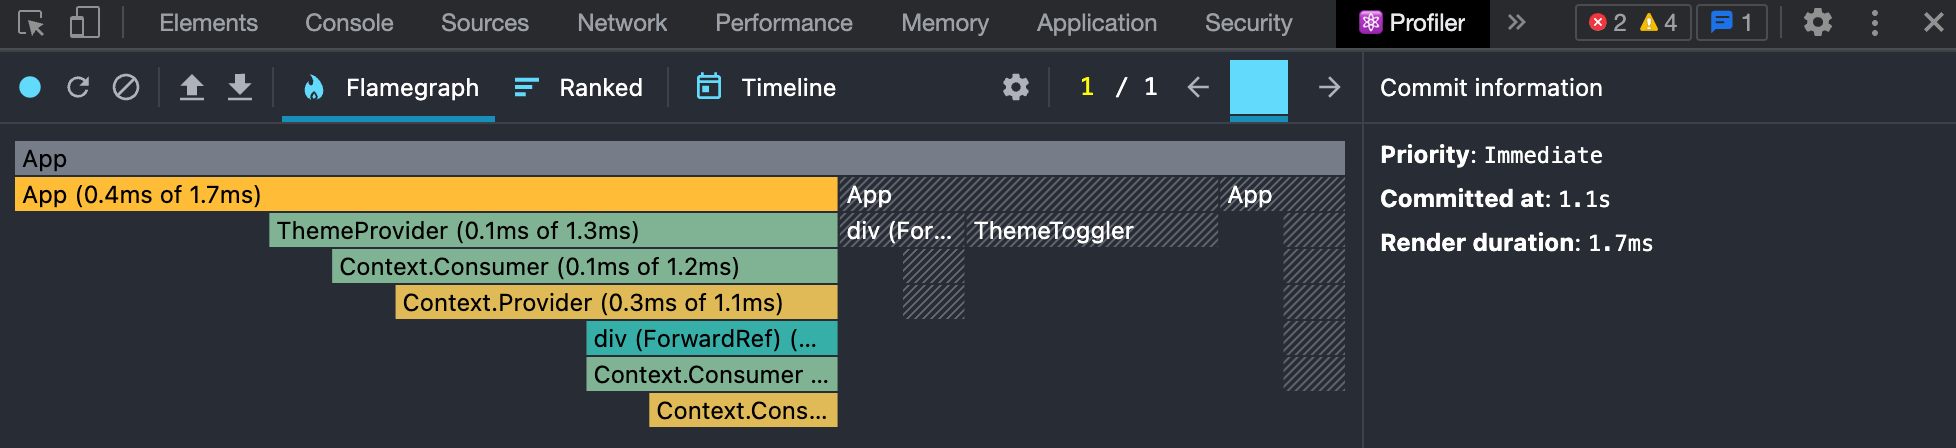 Elements Console Sources Network Performance Memory Application Security Profiler » 2 4 1
Flamegraph Ranked Timeline 1 / 1
Commit information
App
Priority: Immediate
App (0.4ms of 1.7ms) App App
Committed at: 1.1s
ThemeProvider (0.1ms of 1.3ms) div (For... ThemeToggler
Render duration: 1.7ms
Context.Consumer (0.1ms of 1.2ms)
Context.Provider (0.3ms of 1.1ms)
div (ForwardRef) (...
Context.Consumer ...
Context.Cons...